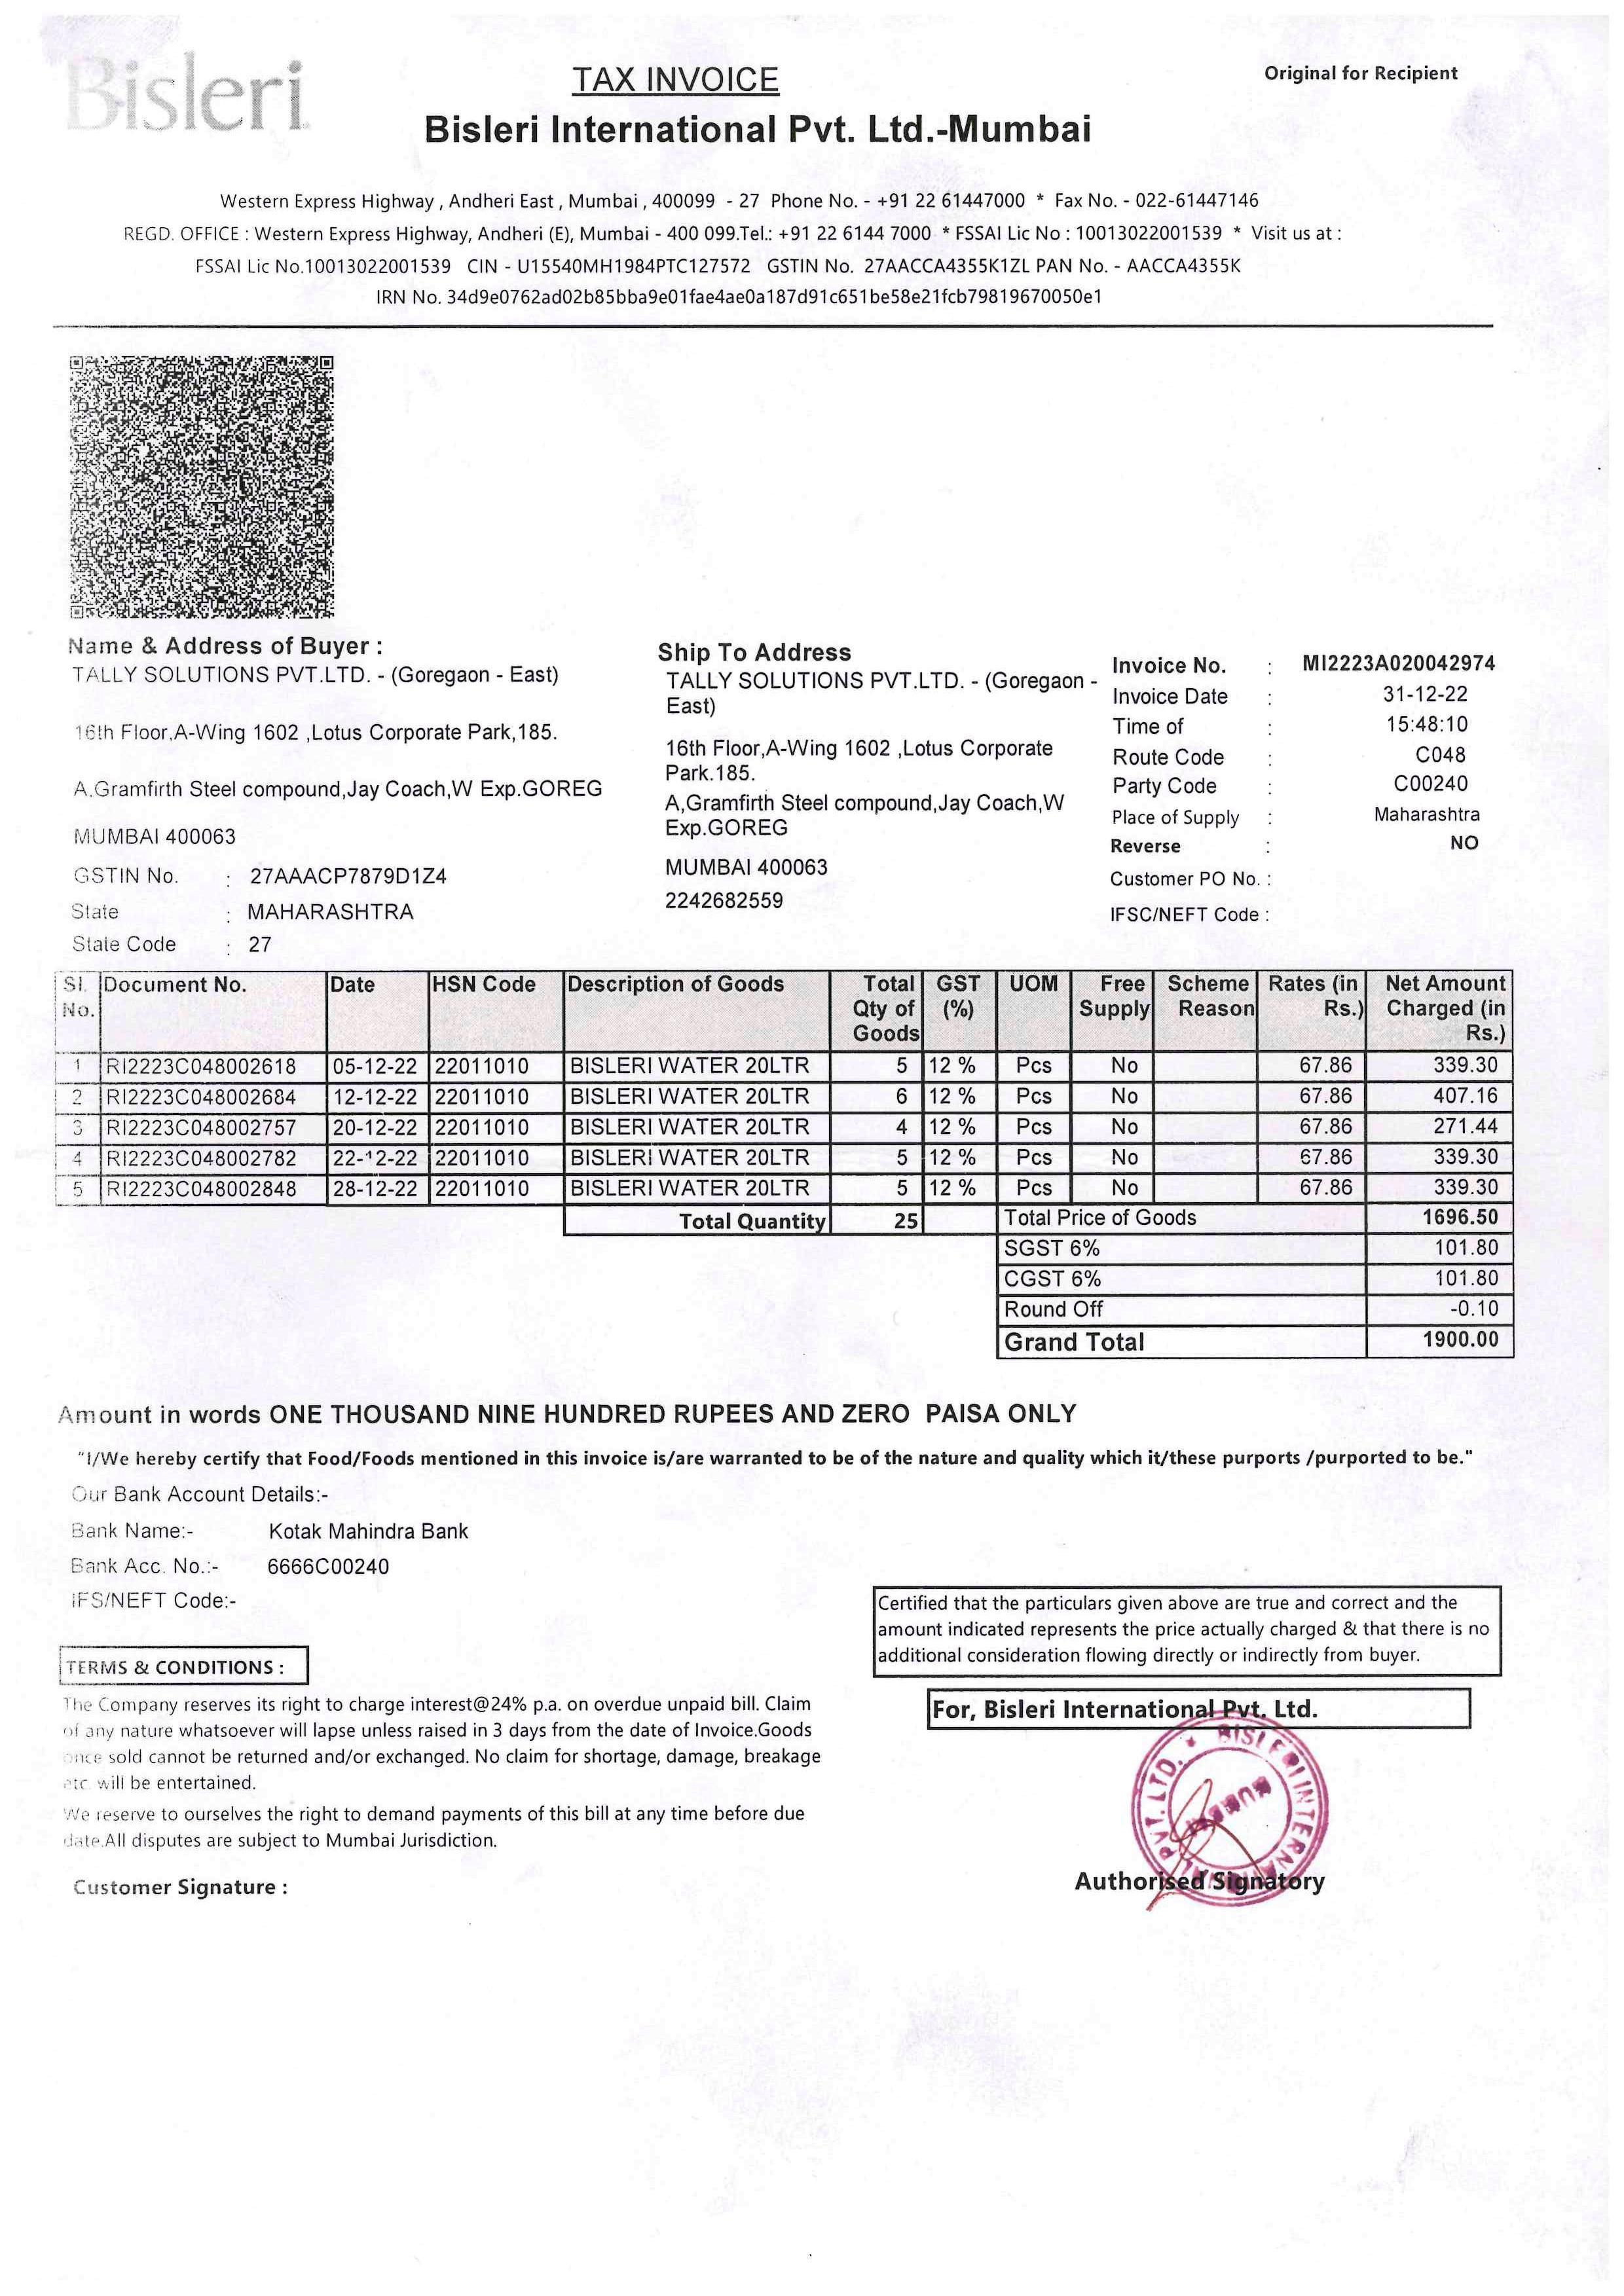 Bisleri
TAX INVOICE
Original for Recipient
Bisleri International Pvt. Ltd.-Mumbai
Western Express Highway , Andheri East , Mumbai , 400099 - 27 Phone No. - +91 22 61447000 * Fax No. - 022-61447146
REGD. OFFICE : Western Express Highway, Andheri (E), Mumbai - 400 099.Tel.: +91 22 6144 7000 * FSSAI Lic No : 10013022001539 * Visit us at :
FSSAI Lic No.10013022001539 CIN - U15540MH1984PTC127572 GSTIN No. 27AACCA4355K1ZL PAN No. - AACCA4355K
IRN No. 34d9e0762ad02b85bba9e01fae4ae0a187d91c651be58e21fcb79819670050e1
Name & Address of Buyer :
TALLY SOLUTIONS PVT.LTD. - (Goregaon - East)
16th Floor,A-Wing 1602 ,Lotus Corporate Park,185.
A.Gramfirth Steel compound,Jay Coach,W Exp.GOREG
MUMBAI 400063
GSTIN No. : 27AAACP7879D1Z4
State : MAHARASHTRA
State Code : 27
Ship To Address
TALLY SOLUTIONS PVT.LTD. - (Goregaon -
East)
16th Floor,A-Wing 1602 ,Lotus Corporate
Park.185.
A,Gramfirth Steel compound,Jay Coach,W
Exp.GOREG
MUMBAI 400063
2242682559
Invoice No. : MI2223A020042974
Invoice Date : 31-12-22
Time of : 15:48:10
Route Code : C048
Party Code : C00240
Place of Supply : Maharashtra
Reverse : NO
Customer PO No. :
IFSC/NEFT Code :
Sl. No. Document No. Date HSN Code Description of Goods Total Qty of Goods GST (%) UOM Free Supply Scheme Reason Rates (in Rs.) Net Amount Charged (in Rs.)
1 RI2223C048002618 05-12-22 22011010 BISLERI WATER 20LTR 5 12 % Pcs No 67.86 339.30
2 RI2223C048002684 12-12-22 22011010 BISLERI WATER 20LTR 6 12 % Pcs No 67.86 407.16
3 RI2223C048002757 20-12-22 22011010 BISLERI WATER 20LTR 4 12 % Pcs No 67.86 271.44
4 RI2223C048002782 22-12-22 22011010 BISLERI WATER 20LTR 5 12 % Pcs No 67.86 339.30
5 RI2223C048002848 28-12-22 22011010 BISLERI WATER 20LTR 5 12 % Pcs No 67.86 339.30
Total Quantity 25 Total Price of Goods 1696.50
SGST 6% 101.80
CGST 6% 101.80
Round Off -0.10
Grand Total 1900.00
Amount in words ONE THOUSAND NINE HUNDRED RUPEES AND ZERO PAISA ONLY
"I/We hereby certify that Food/Foods mentioned in this invoice is/are warranted to be of the nature and quality which it/these purports /purported to be."
Our Bank Account Details:-
Bank Name:- Kotak Mahindra Bank
Bank Acc. No.:- 6666C00240
IFS/NEFT Code:-
Certified that the particulars given above are true and correct and the
amount indicated represents the price actually charged & that there is no
additional consideration flowing directly or indirectly from buyer.
TERMS & CONDITIONS :
The Company reserves its right to charge interest@24% p.a. on overdue unpaid bill. Claim
of any nature whatsoever will lapse unless raised in 3 days from the date of Invoice.Goods
once sold cannot be returned and/or exchanged. No claim for shortage, damage, breakage
etc. will be entertained.
We reserve to ourselves the right to demand payments of this bill at any time before due
date.All disputes are subject to Mumbai Jurisdiction.
For, Bisleri International Pvt. Ltd.
BISLERI INTERNATIONAL PVT. LTD.
MUMBAI
Authorised Signatory
Customer Signature :